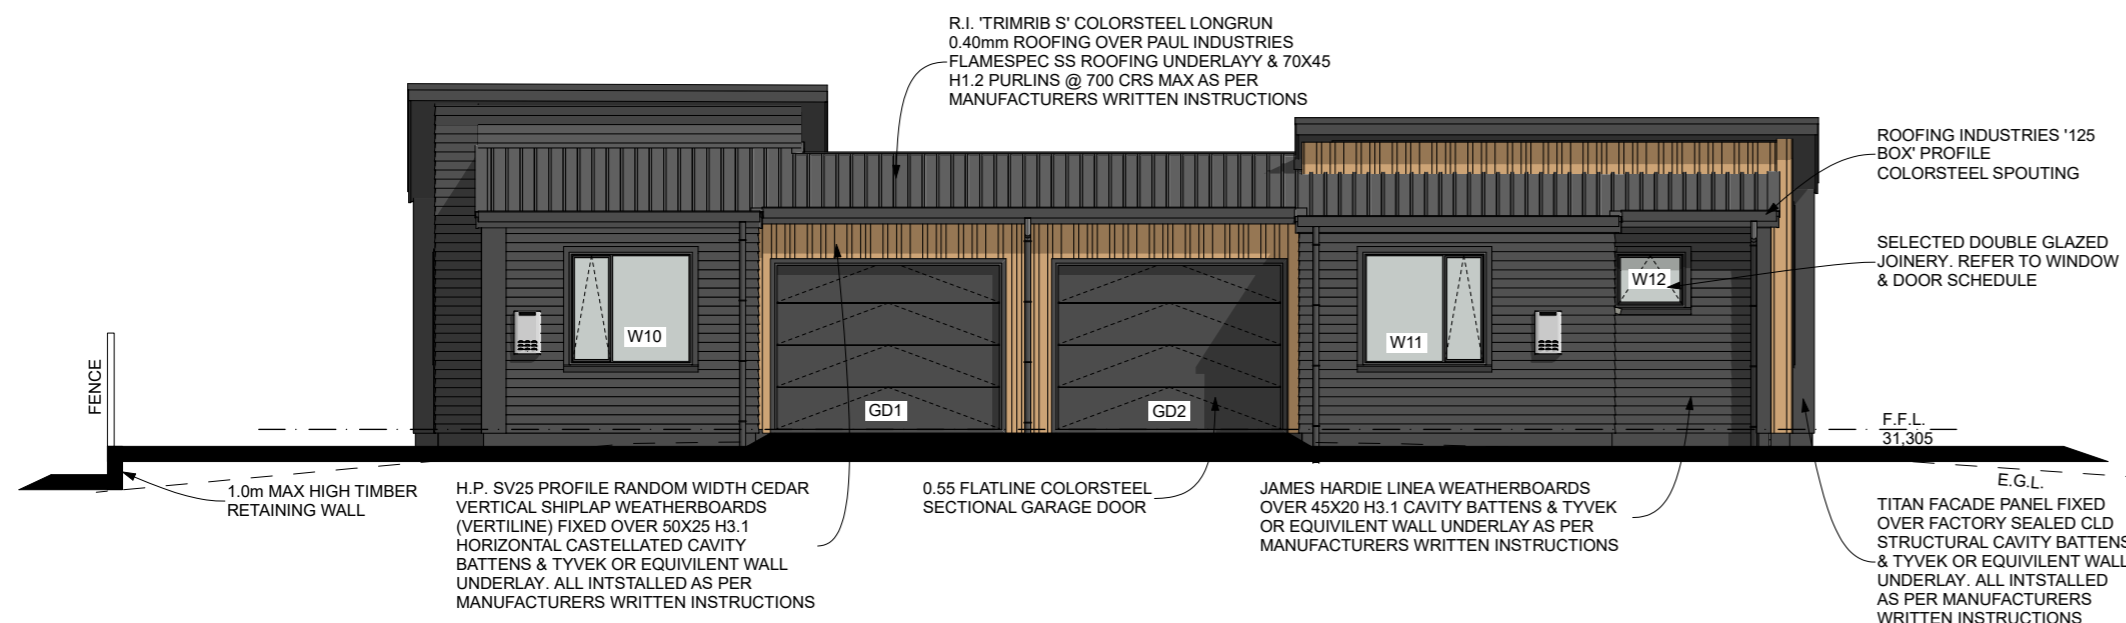 R.I. 'TRIMRIB S' COLORSTEEL LONGRUN
0.40mm ROOFING OVER PAUL INDUSTRIES
FLAMESPEC SS ROOFING UNDERLAYY & 70X45
H1.2 PURLINS @ 700 CRS MAX AS PER
MANUFACTURERS WRITTEN INSTRUCTIONS
ROOFING INDUSTRIES '125
BOX' PROFILE
COLORSTEEL SPOUTING
SELECTED DOUBLE GLAZED
JOINERY. REFER TO WINDOW
& DOOR SCHEDULE
W12
W10
W11
FENCE
GD1
GD2
F.F.L.
31,305
E.G.L.
1.0m MAX HIGH TIMBER
RETAINING WALL
H.P. SV25 PROFILE RANDOM WIDTH CEDAR
VERTICAL SHIPLAP WEATHERBOARDS
(VERTILINE) FIXED OVER 50X25 H3.1
HORIZONTAL CASTELLATED CAVITY
BATTENS & TYVEK OR EQUIVILENT WALL
UNDERLAY. ALL INTSTALLED AS PER
MANUFACTURERS WRITTEN INSTRUCTIONS
0.55 FLATLINE COLORSTEEL
SECTIONAL GARAGE DOOR
JAMES HARDIE LINEA WEATHERBOARDS
OVER 45X20 H3.1 CAVITY BATTENS & TYVEK
OR EQUIVILENT WALL UNDERLAY AS PER
MANUFACTURERS WRITTEN INSTRUCTIONS
TITAN FACADE PANEL FIXED
OVER FACTORY SEALED CLD
STRUCTURAL CAVITY BATTENS
& TYVEK OR EQUIVILENT WALL
UNDERLAY. ALL INTSTALLED
AS PER MANUFACTURERS
WRITTEN INSTRUCTIONS